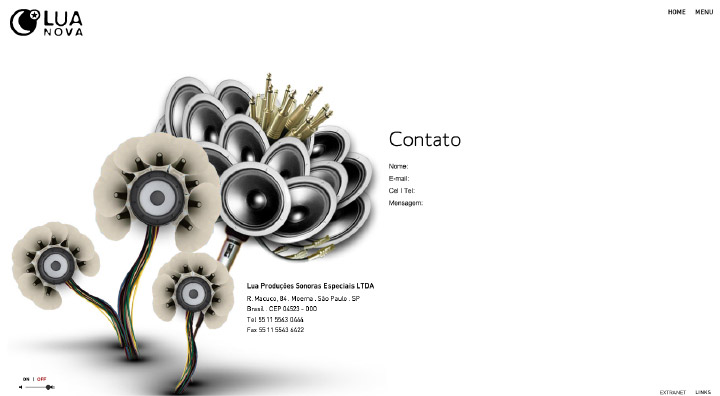 LUA
NOVA
HOME MENU
Contato
Nome:
E-mail:
Cel I Tel:
Mensagem:
Lua Produções Sonoras Especiais LTDA
R. Macuco, 84 . Moema . São Paulo . SP
Brasil . CEP 04523 - 000
Tel 55 11 5543 0444
Fax 55 11 5543 6422
ON | OFF
EXTRANET LINKS